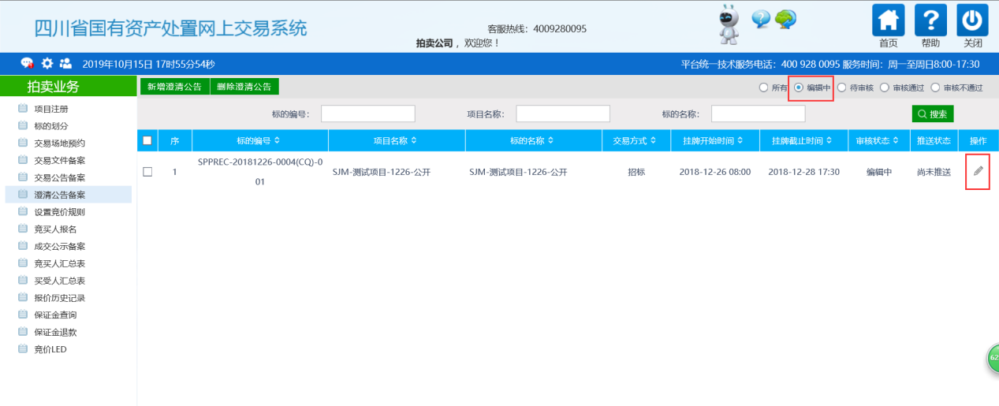 四川省国有资产处置网上交易系统
客服热线：4009280095
拍卖公司 ，欢迎您！
首页 帮助 关闭
2019年10月15日 17时55分54秒
平台统一技术服务电话：400 928 0095 服务时间：周一至周日8:00-17:30
拍卖业务
新增澄清公告 删除澄清公告
所有 编辑中 待审核 审核通过 审核不通过
标的编号： 项目名称： 标的名称： 搜索
序 标的编号 项目名称 标的名称 交易方式 挂牌开始时间 挂牌截止时间 审核状态 推送状态 操作
1 SPPREC-20181226-0004(CQ)-0
01 SJM-测试项目-1226-公开 SJM-测试项目-1226-公开 招标 2018-12-26 08:00 2018-12-28 17:30 编辑中 尚未推送
项目注册
标的划分
交易场地预约
交易文件备案
交易公告备案
澄清公告备案
设置竞价规则
竞买人报名
成交公示备案
竞买人汇总表
买受人汇总表
报价历史记录
保证金查询
保证金退款
竞价LED
62